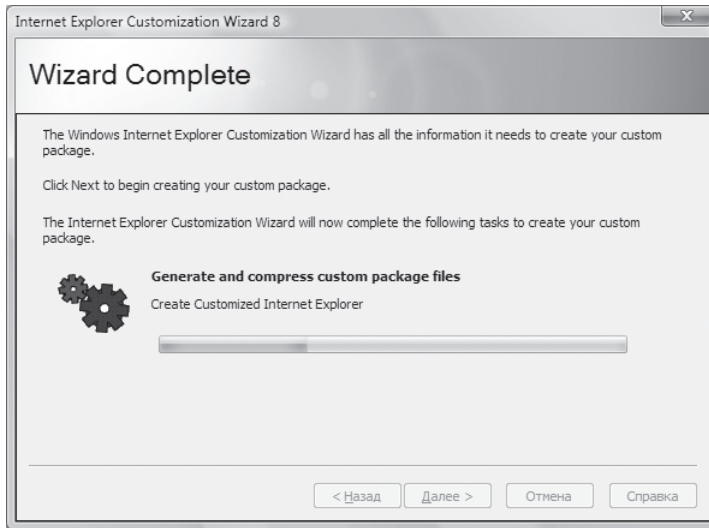 Internet Explorer Customization Wizard 8
Wizard Complete
The Windows Internet Explorer Customization Wizard has all the information it needs to create your custom
package.
Click Next to begin creating your custom package.
The Internet Explorer Customization Wizard will now complete the following tasks to create your custom
package.
Generate and compress custom package files
Create Customized Internet Explorer
< Назад Далее > Отмена Справка